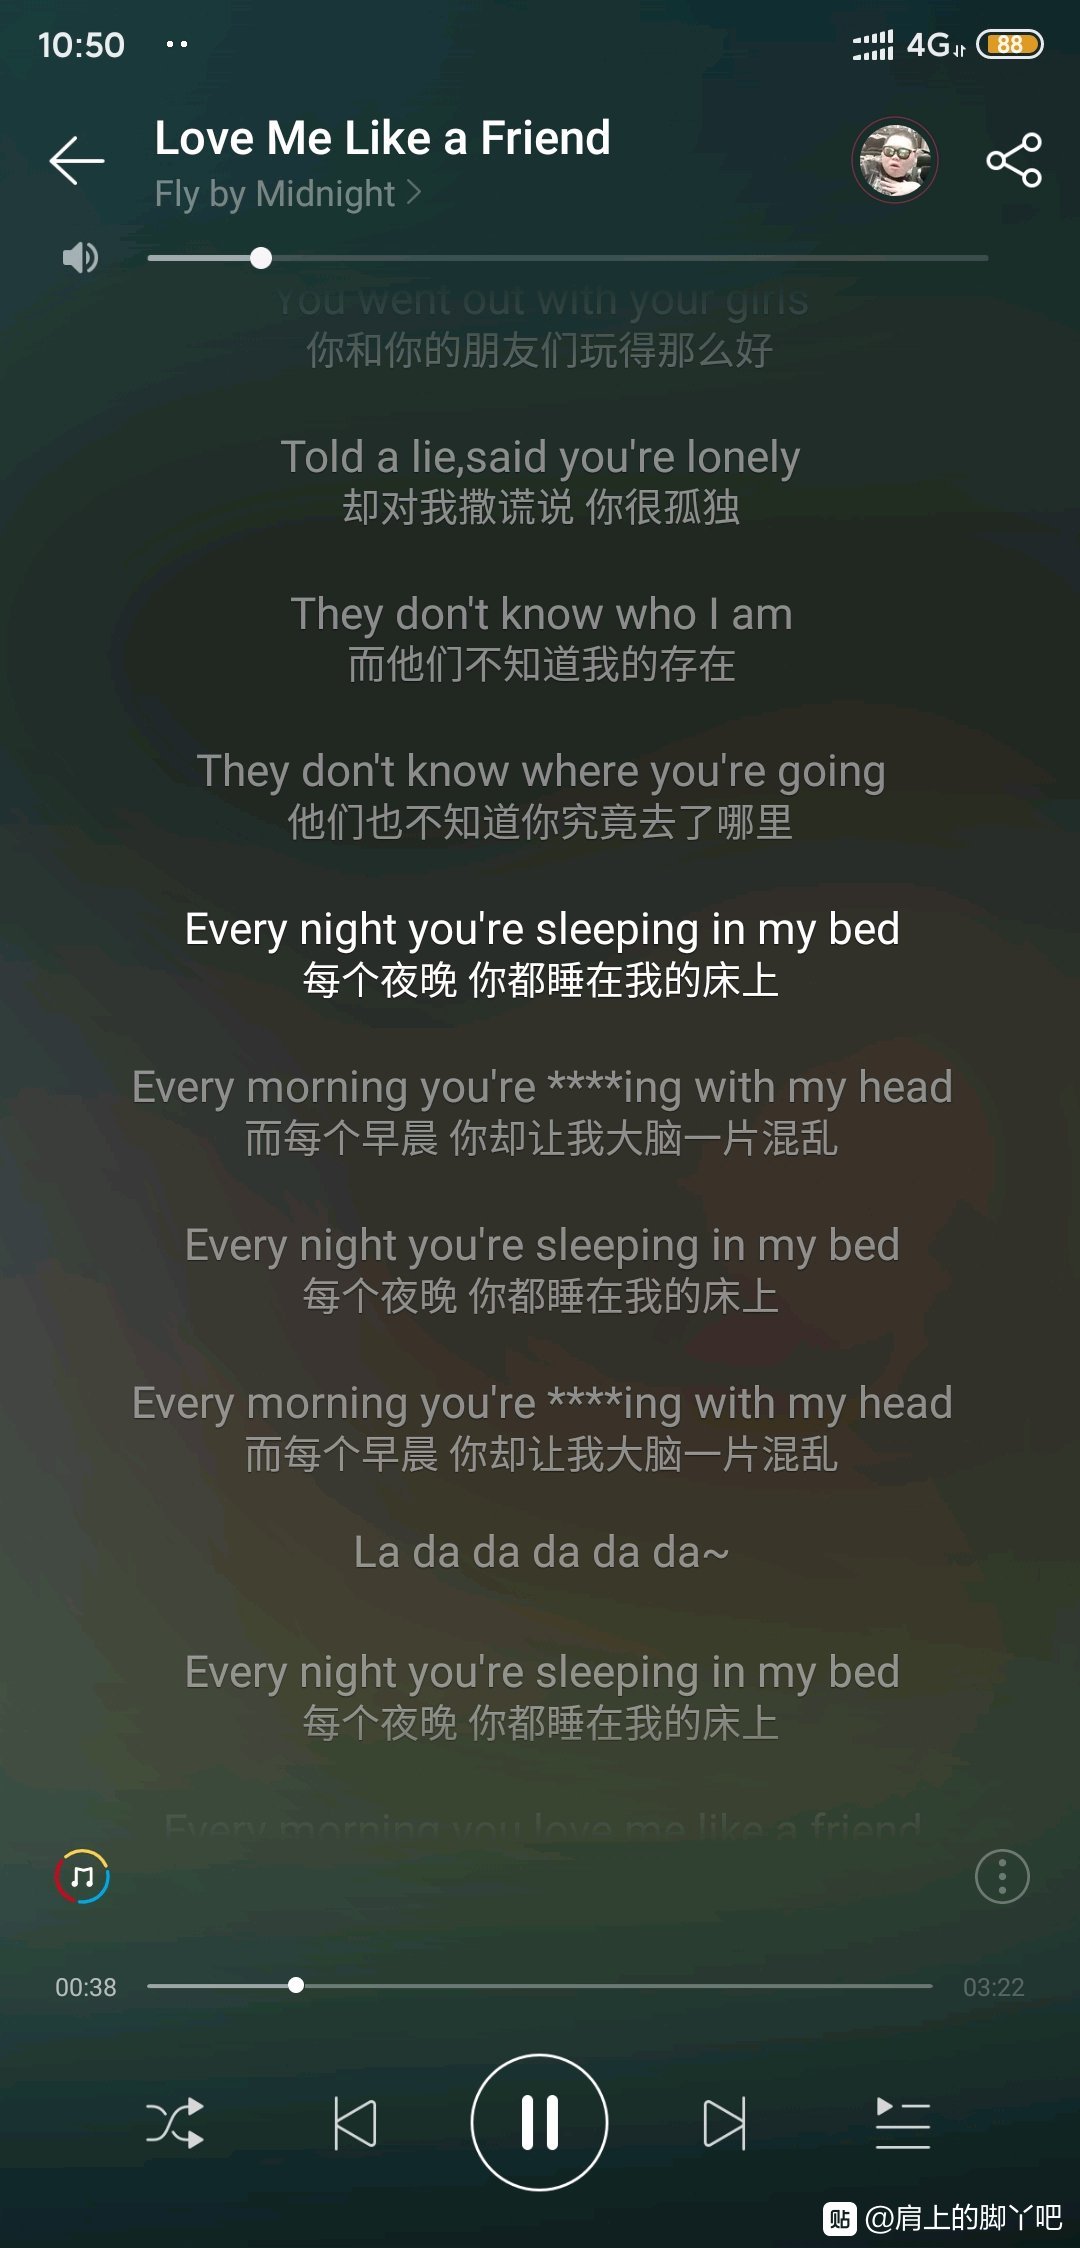 10:50
4G
88
Love Me Like a Friend
Fly by Midnight
You went out with your girls
你和你的朋友们玩得那么好
Told a lie,said you're lonely
却对我撒谎说 你很孤独
They don't know who I am
而他们不知道我的存在
They don't know where you're going
他们也不知道你究竟去了哪里
Every night you're sleeping in my bed
每个夜晚 你都睡在我的床上
Every morning you're ****ing with my head
而每个早晨 你却让我大脑一片混乱
Every night you're sleeping in my bed
每个夜晚 你都睡在我的床上
Every morning you're ****ing with my head
而每个早晨 你却让我大脑一片混乱
La da da da da da~
Every night you're sleeping in my bed
每个夜晚 你都睡在我的床上
Every morning you love me like a friend
00:38
03:22
贴 @肩上的脚丫吧